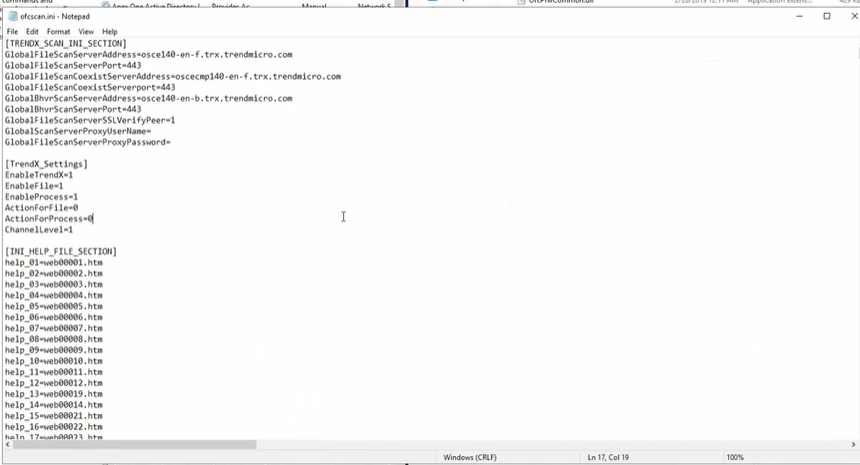 ofcscan.ini - Notepad
File Edit Format View Help
[TRENDX_SCAN_INI_SECTION]
GlobalFileScanServerAddress=osce140-en-f.trx.trendmicro.com
GlobalFileScanServerPort=443
GlobalFileScanCoexistServerAddress=oscecmp140-en-f.trx.trendmicro.com
GlobalFileScanCoexistServerport=443
GlobalBhvrScanServerAddress=osce140-en-b.trx.trendmicro.com
GlobalBhvrScanServerPort=443
GlobalFileScanServerSSLVerifyPeer=1
GlobalScanServerProxyUserName=
GlobalFileScanServerProxyPassword=
[TrendX_Settings]
EnableTrendX=1
EnableFile=1
EnableProcess=1
ActionForFile=0
ActionForProcess=0
ChannelLevel=1
[INI_HELP_FILE_SECTION]
help_01=web00001.htm
help_02=web00002.htm
help_03=web00003.htm
help_04=web00004.htm
help_05=web00005.htm
help_06=web00006.htm
help_07=web00007.htm
help_08=web00008.htm
help_09=web00009.htm
help_10=web00010.htm
help_11=web00011.htm
help_12=web00012.htm
help_13=web00019.htm
help_14=web00014.htm
help_15=web00021.htm
help_16=web00022.htm
help_17=web00023.htm
Windows (CRLF) Ln 17, Col 19 100%